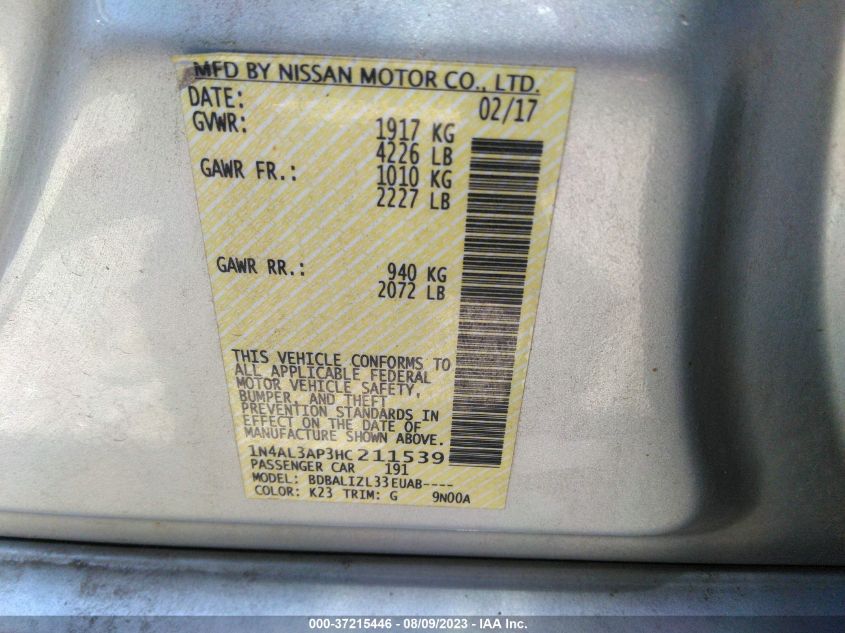 MFD BY NISSAN MOTOR CO., LTD.
DATE: 02/17
GVWR: 1917 KG
4226 LB
GAWR FR.: 1010 KG
2227 LB
GAWR RR.: 940 KG
2072 LB
THIS VEHICLE CONFORMS TO
ALL APPLICABLE FEDERAL
MOTOR VEHICLE SAFETY,
BUMPER, AND THEFT
PREVENTION STANDARDS IN
EFFECT ON THE DATE OF
MANUFACTURE SHOWN ABOVE.
1N4AL3AP3HC211539
PASSENGER CAR 191
MODEL: BDBALIZL33EUAB----
COLOR: K23 TRIM: G 9N00A
000-37215446 - 08/09/2023 - IAA Inc.